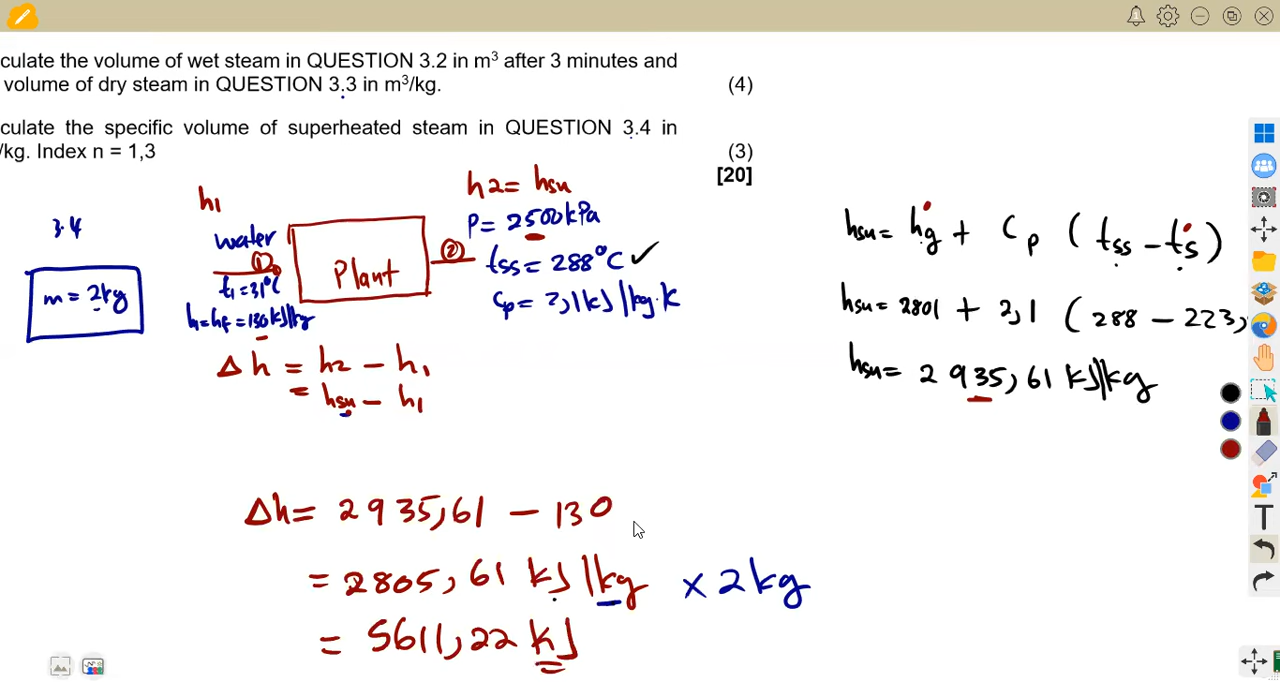 culate the volume of wet steam in QUESTION 3.2 in m³ after 3 minutes and
volume of dry steam in QUESTION 3.3 in m³/kg. (4)
culate the specific volume of superheated steam in QUESTION 3.4 in
/kg. Index n = 1,3 (3)
[20]
3.4
m = 2kg
h1
water
①
t1 = 31°C
h = hf = 130 kJ/kg
Plant
②
h2 = hsu
P = 2500 kPa
tss = 288°C ✓
Cp = 2,1 kJ/kg.K
Δh = h2 - h1
= hsu - h1
Δh = 2935,61 - 130
= 2805,61 kJ/kg × 2kg
= 5611,22 kJ
hsu = hg + Cp (tss - ts)
hsu = 2801 + 2,1 (288 - 223,
hsu = 2935,61 kJ/kg
T